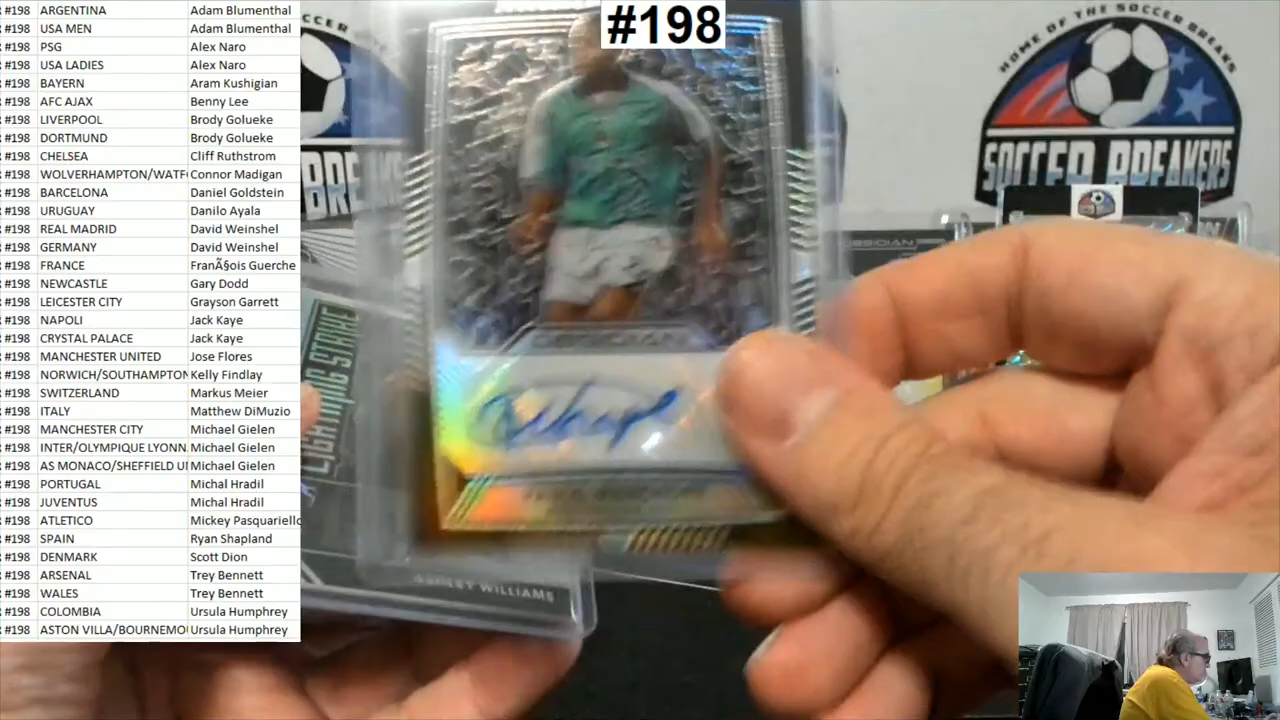 #198
#198 ARGENTINA Adam Blumenthal
#198 USA MEN Adam Blumenthal
#198 PSG Alex Naro
#198 USA LADIES Alex Naro
#198 BAYERN Aram Kushigian
#198 AFC AJAX Benny Lee
#198 LIVERPOOL Brody Golueke
#198 DORTMUND Brody Golueke
#198 CHELSEA Cliff Ruthstrom
#198 WOLVERHAMPTON/WATF Connor Madigan
#198 BARCELONA Daniel Goldstein
#198 URUGUAY Danilo Ayala
#198 REAL MADRID David Weinshel
#198 GERMANY David Weinshel
#198 FRANCE FranÃ§ois Guerche
#198 NEWCASTLE Gary Dodd
#198 LEICESTER CITY Grayson Garrett
#198 NAPOLI Jack Kaye
#198 CRYSTAL PALACE Jack Kaye
#198 MANCHESTER UNITED Jose Flores
#198 NORWICH/SOUTHAMPTON Kelly Findlay
#198 SWITZERLAND Markus Meier
#198 ITALY Matthew DiMuzio
#198 MANCHESTER CITY Michael Gielen
#198 INTER/OLYMPIQUE LYONN Michael Gielen
#198 AS MONACO/SHEFFIELD U Michael Gielen
#198 PORTUGAL Michal Hradil
#198 JUVENTUS Michal Hradil
#198 ATLETICO Mickey Pasquariello
#198 SPAIN Ryan Shapland
#198 DENMARK Scott Dion
#198 ARSENAL Trey Bennett
#198 WALES Trey Bennett
#198 COLOMBIA Ursula Humphrey
#198 ASTON VILLA/BOURNEMO Ursula Humphrey
HOME OF THE SOCCER BREAKS
SOCCER BREAKERS
OBSIDIAN
LIGHTNING STRIKE
ASHLEY WILLIAMS